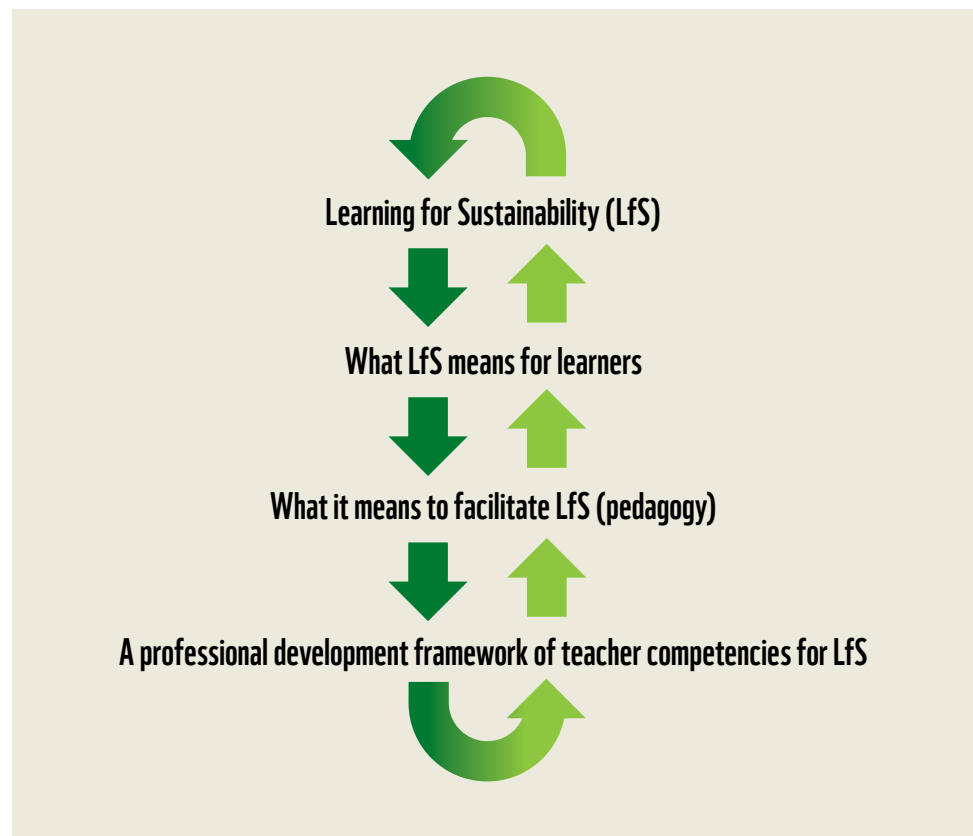 Learning for Sustainability (LfS)
What LfS means for learners
What it means to facilitate LfS (pedagogy)
A professional development framework of teacher competencies for LfS